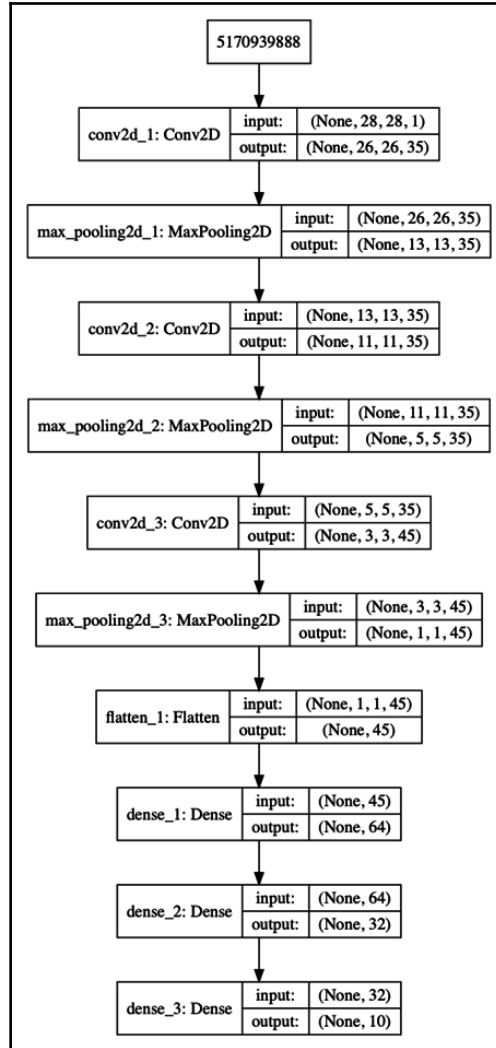 5170939888
conv2d_1: Conv2D
input: (None, 28, 28, 1)
output: (None, 26, 26, 35)
max_pooling2d_1: MaxPooling2D
input: (None, 26, 26, 35)
output: (None, 13, 13, 35)
conv2d_2: Conv2D
input: (None, 13, 13, 35)
output: (None, 11, 11, 35)
max_pooling2d_2: MaxPooling2D
input: (None, 11, 11, 35)
output: (None, 5, 5, 35)
conv2d_3: Conv2D
input: (None, 5, 5, 35)
output: (None, 3, 3, 45)
max_pooling2d_3: MaxPooling2D
input: (None, 3, 3, 45)
output: (None, 1, 1, 45)
flatten_1: Flatten
input: (None, 1, 1, 45)
output: (None, 45)
dense_1: Dense
input: (None, 45)
output: (None, 64)
dense_2: Dense
input: (None, 64)
output: (None, 32)
dense_3: Dense
input: (None, 32)
output: (None, 10)